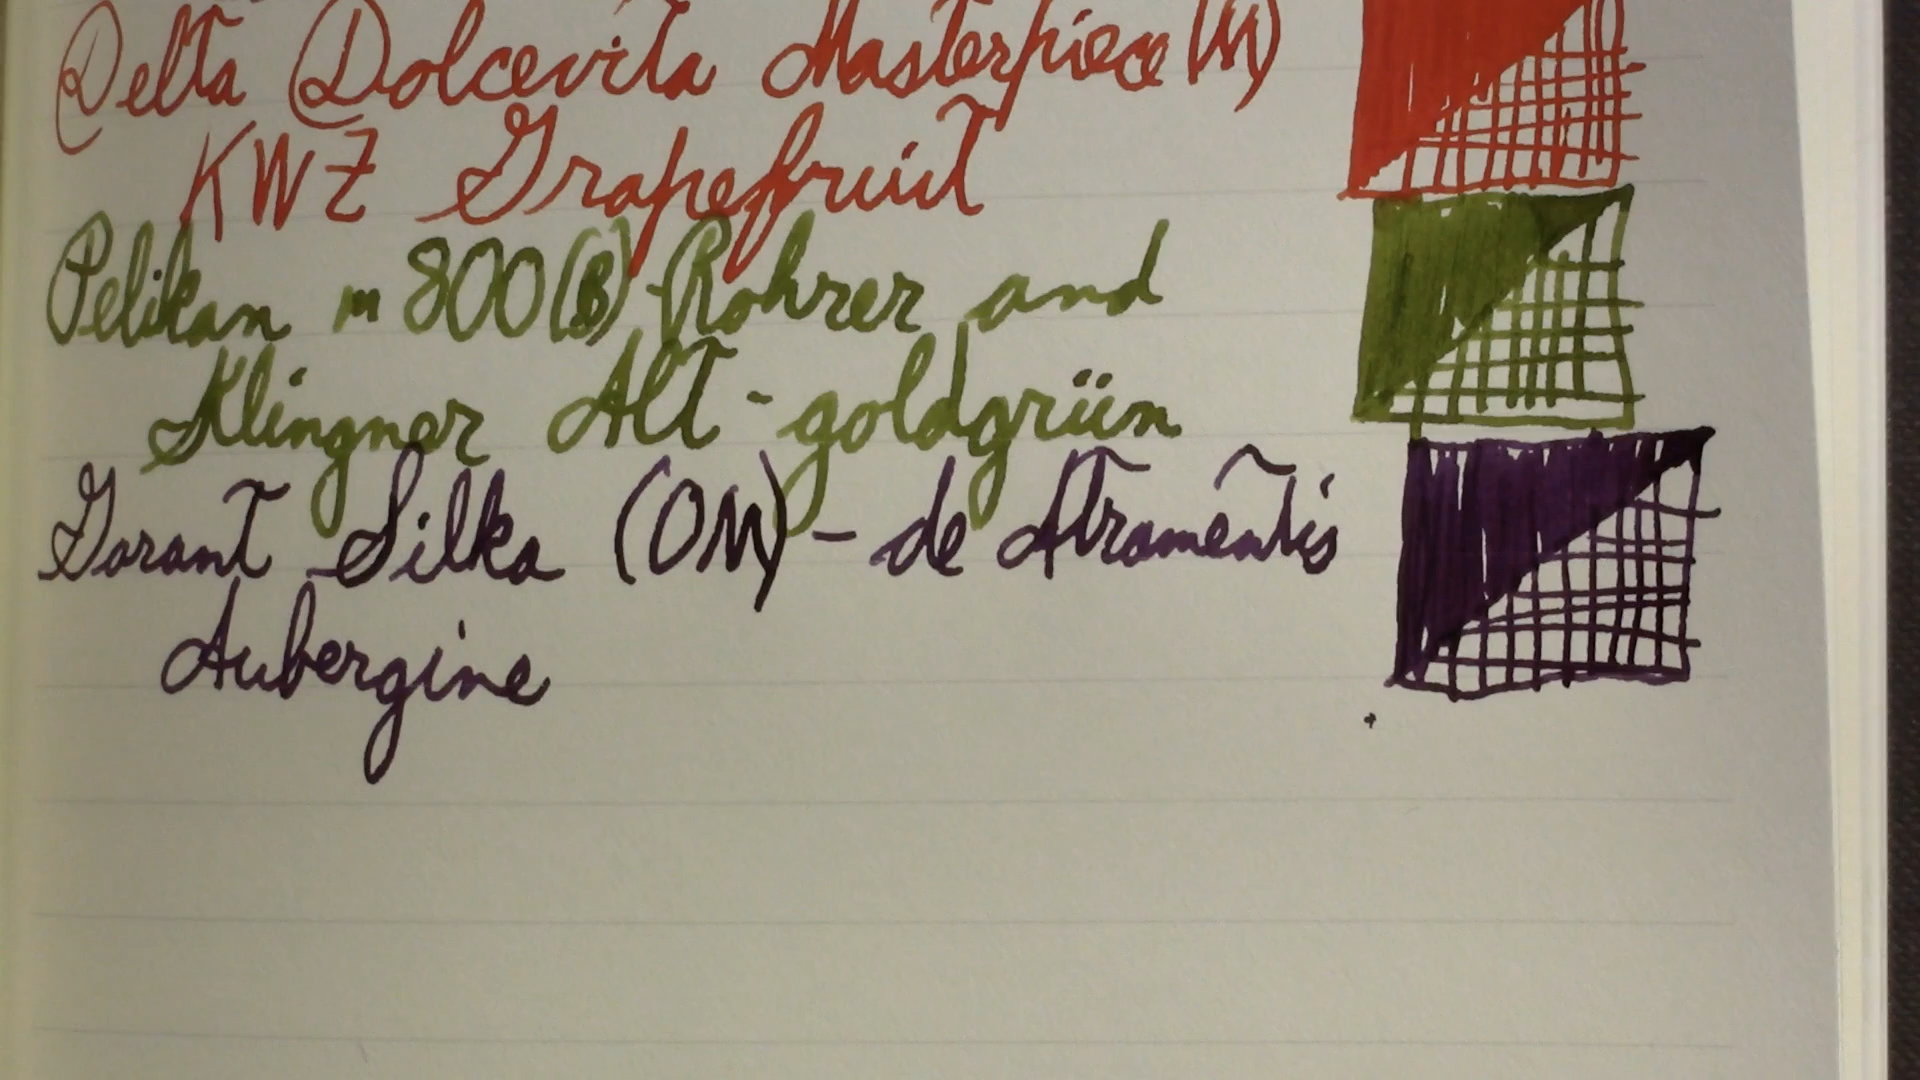 Delta Dolcevita Masterpiece (M)
KWZ Grapefruit
Pelikan m800 (B) - Rohrer and
Klingner Alt-goldgrün
Garant Silka (OM) - de Atramentis
Aubergine